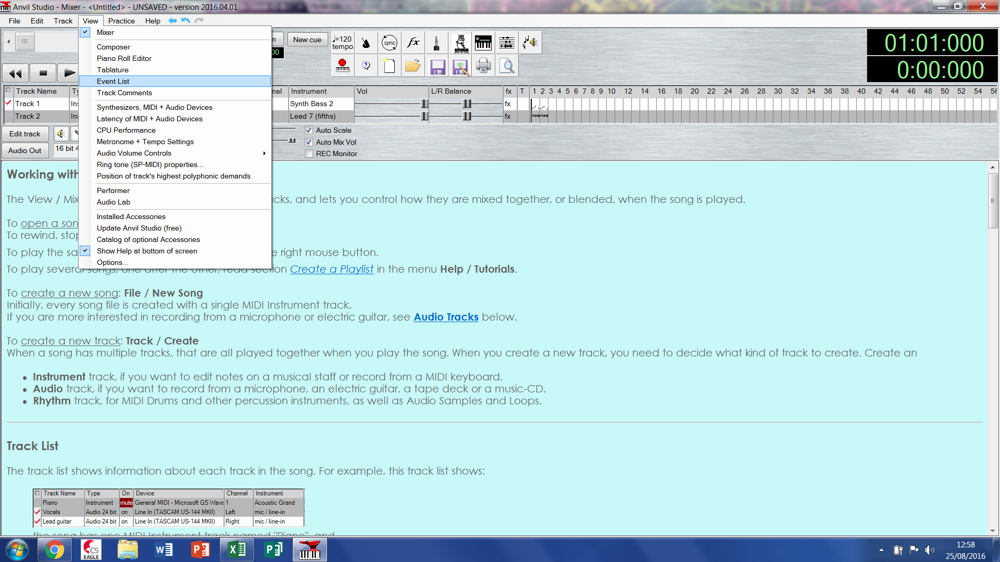 Anvil Studio - Mixer - <Untitled> - UNSAVED - version 2016.04.01
File Edit Track View Practice Help
Mixer
Composer
Piano Roll Editor
Tablature
Event List
Track Comments
Synthesizers, MIDI + Audio Devices
Latency of MIDI + Audio Devices
CPU Performance
Metronome + Tempo Settings
Audio Volume Controls
Ring tone (SP-MIDI) properties...
Position of track's highest polyphonic demands
Performer
Audio Lab
Installed Accessories
Update Anvil Studio (free)
Catalog of optional Accessories
Show Help at bottom of screen
Options...
n New cue
00
♩=120
tempo
sync fx
01:01:000
0:00:000
Track Name Ty nel Instrument Vol L/R Balance fx T 1 2 3 4 5 6 7 8 9 10 12 14 16 18 20 22 24 26 28 30 32 34 36 38 40 42 44 46 48 50 52 54 56
Track 1 Ins Synth Bass 2 fx
Track 2 Ins Lead 7 (fifths) fx
Edit track
Audio Out 16 bit 4
Auto Scale
Auto Mix Vol
REC Monitor
Working with
The View / Mix cks, and lets you control how they are mixed together, or blended, when the song is played.
To open a son
To rewind, stop
To play the sa e right mouse button.
To play several songs, one after the other, read section Create a Playlist in the menu Help / Tutorials.
To create a new song: File / New Song
Initially, every song file is created with a single MIDI Instrument track.
If you are more interested in recording from a microphone or electric guitar, see Audio Tracks below.
To create a new track: Track / Create
When a song has multiple tracks, that are all played together when you play the song. When you create a new track, you need to decide what kind of track to create. Create an
• Instrument track, if you want to edit notes on a musical staff or record from a MIDI keyboard.
• Audio track, if you want to record from a microphone, an electric guitar, a tape deck or a music-CD.
• Rhythm track, for MIDI Drums and other percussion instruments, as well as Audio Samples and Loops.
Track List
The track list shows information about each track in the song. For example, this track list shows:
Track Name Type On Device Channel Instrument
Piano Instrument mute General MIDI - Microsoft GS Wave 1 Acoustic Grand
Vocals Audio 24 bit on Line In (TASCAM US-144 MKII) Left mic / line-in
Lead guitar Audio 24 bit on Line In (TASCAM US-144 MKII) Right mic / line-in
the song has one MIDI Instrument track named "Piano", and
CS
EAGLE
12:58
25/08/2016